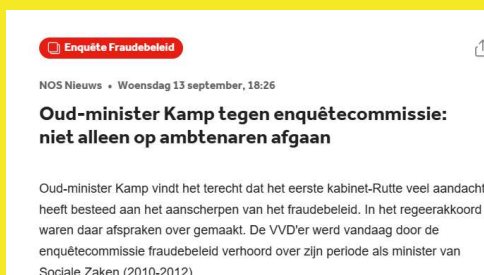 Enquête Fraudebeleid
NOS Nieuws • Woensdag 13 september, 18:26
Oud-minister Kamp tegen enquêtecommissie:
niet alleen op ambtenaren afgaan
Oud-minister Kamp vindt het terecht dat het eerste kabinet-Rutte veel aandacht
heeft besteed aan het aanscherpen van het fraudebeleid. In het regeerakkoord
waren daar afspraken over gemaakt. De VVD'er werd vandaag door de
enquêtecommissie fraudebeleid verhoord over zijn periode als minister van
Sociale Zaken (2010-2012)